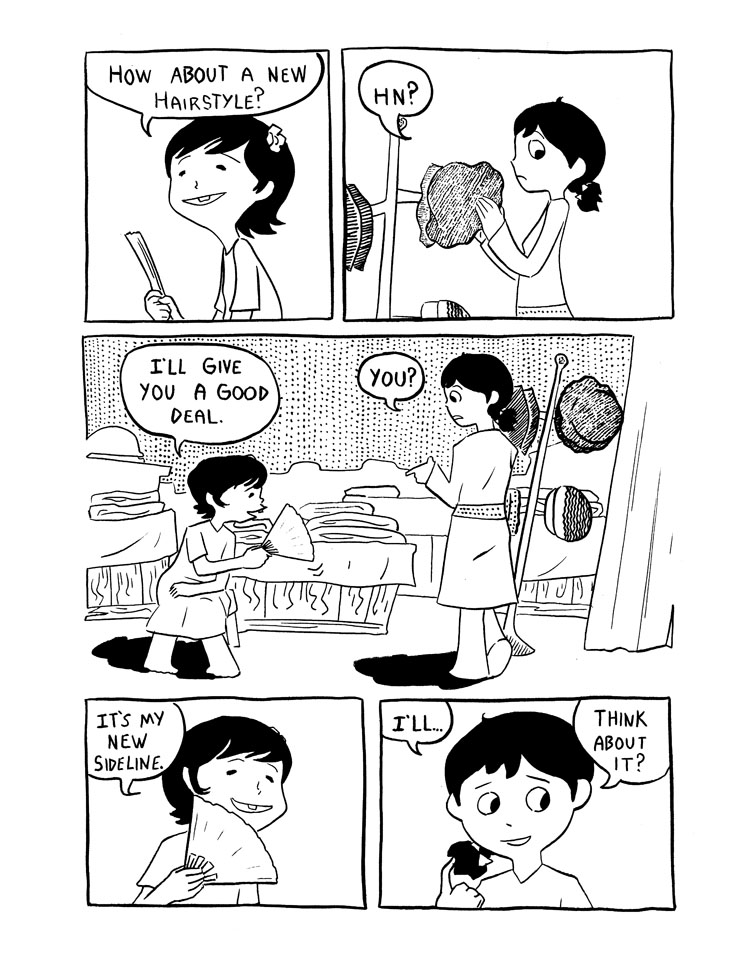 HOW ABOUT A NEW
HAIRSTYLE?
HN?
I'LL GIVE
YOU A GOOD
DEAL.
YOU?
IT'S MY
NEW
SIDELINE.
I'LL...
THINK
ABOUT
IT?